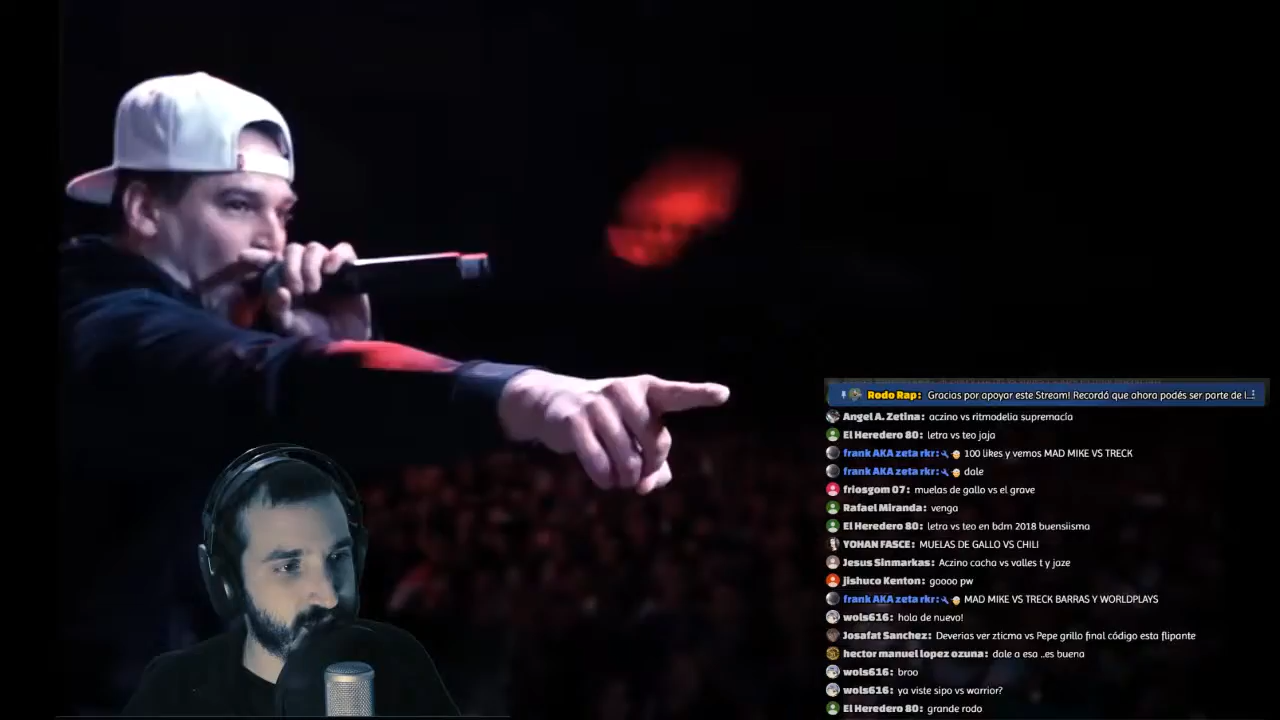 Rodo Rap: Gracias por apoyar este Stream! Recordá que ahora podés ser parte de l...
Angel A. Zetina: aczino vs ritmodelia supremacía
El Heredero 80: letra vs teo jaja
frank AKA zeta rkr: 100 likes y vemos MAD MIKE VS TRECK
frank AKA zeta rkr: dale
friosgom 07: muelas de gallo vs el grave
Rafael Miranda: venga
El Heredero 80: letra vs teo en bdm 2018 buensiisma
YOHAN FASCE: MUELAS DE GALLO VS CHILI
Jesus Sinmarkas: Aczino cacha vs valles t y jaze
jishuco Kenton: goooo pw
frank AKA zeta rkr: MAD MIKE VS TRECK BARRAS Y WORLDPLAYS
wols616: hola de nuevo!
Josafat Sanchez: Deverias ver zticma vs Pepe grillo final código esta flipante
hector manuel lopez ozuna: dale a esa ..es buena
wols616: broo
wols616: ya viste sipo vs warrior?
El Heredero 80: grande rodo